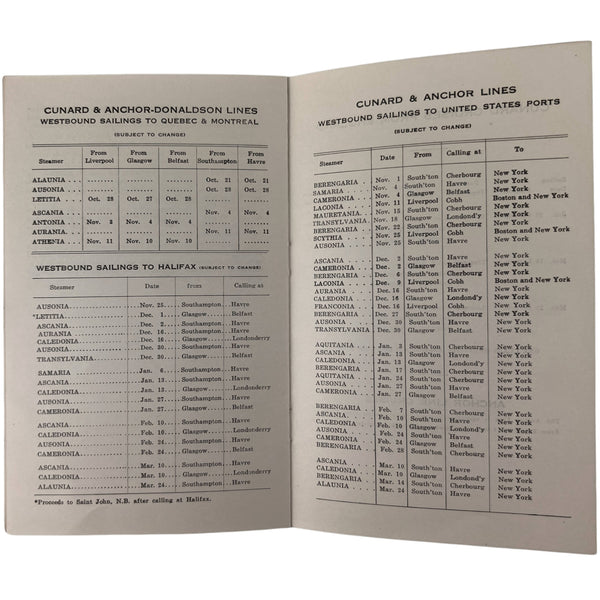 CUNARD & ANCHOR-DONALDSON LINES
WESTBOUND SAILINGS TO QUEBEC & MONTREAL
(SUBJECT TO CHANGE)
Steamer From Liverpool From Glasgow From Belfast From Southampton From Havre
ALAUNIA . . . ........ ........ ........ Oct. 21 Oct. 21
AUSONIA . . . ........ ........ ........ Oct. 28 Oct. 28
LETITIA . . . Oct. 28 Oct. 27 Oct. 28 ........ ........
ASCANIA . . . ........ ........ ........ Nov. 4 Nov. 4
ANTONIA . . . Nov. 3 Nov. 4 Nov. 4 ........ ........
AURANIA . . . ........ ........ ........ Nov. 11 Nov. 11
ATHENIA . . . Nov. 11 Nov. 10 Nov. 10 ........ ........
WESTBOUND SAILINGS TO HALIFAX (SUBJECT TO CHANGE)
Steamer Date from Calling at
AUSONIA Nov. 25 Southampton Havre
*LETITIA Dec. 1 Glasgow Belfast
ASCANIA Dec. 2 Southampton Havre
AURANIA Dec. 16 Southampton Havre
CALEDONIA Dec. 16 Glasgow Londonderry
AUSONIA Dec. 30 Southampton Havre
TRANSYLVANIA Dec. 30 Glasgow Belfast
SAMARIA Jan. 6 Southampton Havre
ASCANIA Jan. 13 Southampton Havre
CALEDONIA Jan. 13 Glasgow Londonderry
AUSONIA Jan. 27 Southampton Havre
CAMERONIA Jan. 27 Glasgow Belfast
ASCANIA Feb. 10 Southampton Havre
CALEDONIA Feb. 10 Glasgow Londonderry
AUSONIA Feb. 24 Southampton Havre
CAMERONIA Feb. 24 Glasgow Belfast
ASCANIA Mar. 10 Southampton Havre
CALEDONIA Mar. 10 Glasgow Londonderry
ALAUNIA Mar. 24 Southampton Havre
*Proceeds to Saint John, N.B. after calling at Halifax.
CUNARD & ANCHOR LINES
WESTBOUND SAILINGS TO UNITED STATES PORTS
(SUBJECT TO CHANGE)
Steamer Date From Calling at To
BERENGARIA Nov. 1 South'ton Cherbourg New York
SAMARIA Nov. 4 South'ton Havre New York
CAMERONIA Nov. 4 Glasgow Belfast New York
LACONIA Nov. 11 Liverpool Cobh Boston and New York
MAURETANIA Nov. 15 South'ton Cherbourg New York
TRANSYLVANIA Nov. 18 Glasgow Londond'y New York
BERENGARIA Nov. 22 South'ton Cherbourg New York
SCYTHIA Nov. 25 Liverpool Cobh Boston and New York
AUSONIA Nov. 25 South'ton Havre New York
ASCANIA Dec. 2 South'ton Havre New York
CAMERONIA Dec. 2 Glasgow Belfast New York
BERENGARIA Dec. 6 South'ton Cherbourg New York
LACONIA Dec. 9 Liverpool Cobh Boston and New York
AURANIA Dec. 16 South'ton Havre New York
CALEDONIA Dec. 16 Glasgow Londond'y New York
FRANCONIA Dec. 16 Liverpool Cobh New York
BERENGARIA Dec. 20 South'ton Cherbourg New York
AUSONIA Dec. 30 South'ton Havre New York
TRANSYLVANIA Dec. 30 Glasgow Belfast New York
AQUITANIA Jan. 3 South'ton Cherbourg New York
ASCANIA Jan. 13 South'ton Havre New York
CALEDONIA Jan. 13 Glasgow Londond'y New York
BERENGARIA Jan. 17 South'ton Cherbourg New York
AQUITANIA Jan. 24 South'ton Cherbourg New York
AUSONIA Jan. 27 South'ton Havre New York
CAMERONIA Jan. 27 Glasgow Belfast New York
BERENGARIA Feb. 7 South'ton Cherbourg New York
ASCANIA Feb. 10 South'ton Havre New York
CALEDONIA Feb. 10 Glasgow Londond'y New York
AUSONIA Feb. 24 South'ton Havre New York
CAMERONIA Feb. 24 Glasgow Belfast New York
BERENGARIA Feb. 28 South'ton Cherbourg New York
ASCANIA Mar. 10 South'ton Havre New York
CALEDONIA Mar. 10 Glasgow Londond'y New York
BERENGARIA Mar. 14 South'ton Cherbourg New York
ALAUNIA Mar. 24 South'ton Havre New York